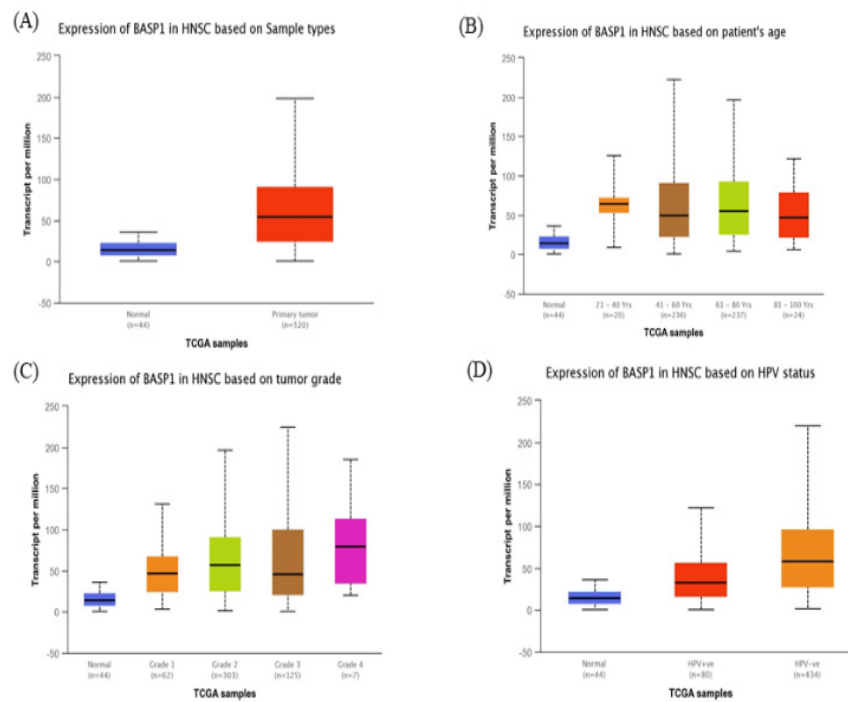 (A)
Expression of BASP1 in HNSC based on Sample types
Transcript per million
250
200
150
100
50
0
-50
Normal
(n=44)
Primary tumor
(n=520)
TCGA samples
(B)
Expression of BASP1 in HNSC based on patient's age
Transcript per million
250
200
150
100
50
0
-50
Normal
(n=44)
21 - 40 Yrs
(n=20)
41 - 60 Yrs
(n=236)
61 - 80 Yrs
(n=237)
81 - 100 Yrs
(n=24)
TCGA samples
(C)
Expression of BASP1 in HNSC based on tumor grade
Transcript per million
250
200
150
100
50
0
-50
Normal
(n=44)
Grade 1
(n=62)
Grade 2
(n=303)
Grade 3
(n=125)
Grade 4
(n=7)
TCGA samples
(D)
Expression of BASP1 in HNSC based on HPV status
Transcript per million
250
200
150
100
50
0
-50
Normal
(n=44)
HPV+ve
(n=80)
HPV-ve
(n=434)
TCGA samples